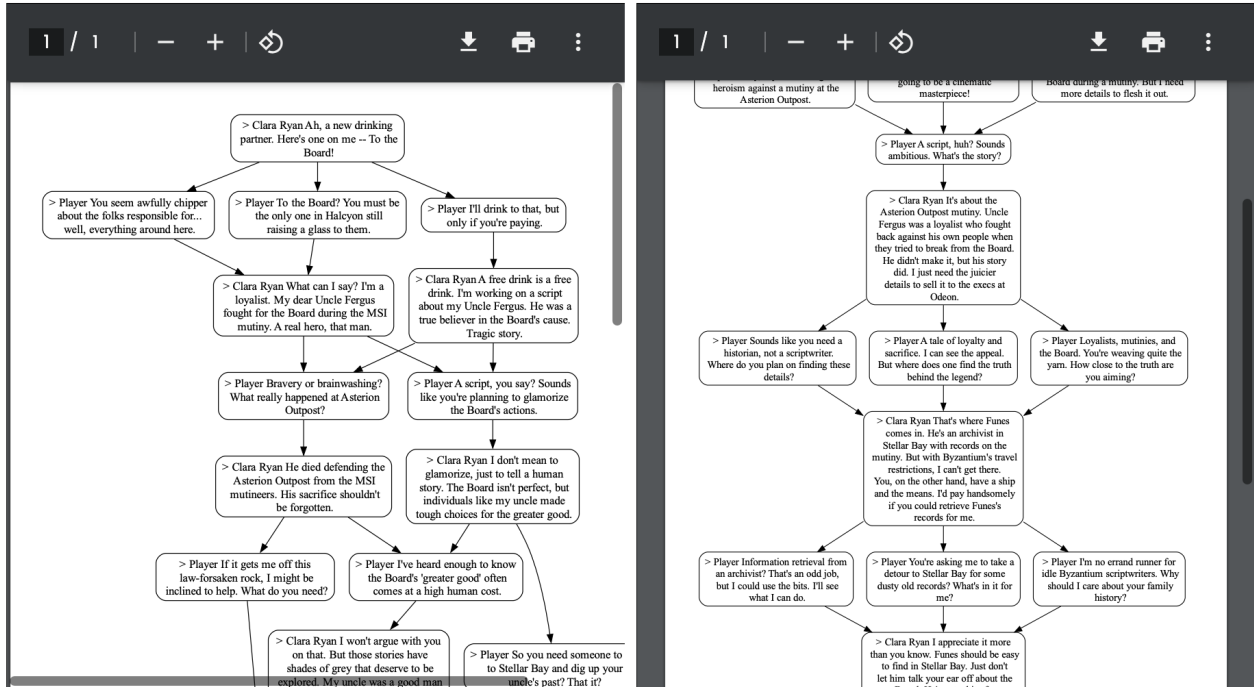 1 / 1
> Clara Ryan Ah, a new drinking
partner. Here's one on me -- To the
Board!
> Player You seem awfully chipper
about the folks responsible for...
well, everything around here.
> Player To the Board? You must be
the only one in Halcyon still
raising a glass to them.
> Player I'll drink to that, but
only if you're paying.
> Clara Ryan What can I say? I'm a
loyalist. My dear Uncle Fergus
fought for the Board during the MSI
mutiny. A real hero, that man.
> Clara Ryan A free drink is a free
drink. I'm working on a script
about my Uncle Fergus. He was a
true believer in the Board's cause.
Tragic story.
> Player Bravery or brainwashing?
What really happened at Asterion
Outpost?
> Player A script, you say? Sounds
like you're planning to glamorize
the Board's actions.
> Clara Ryan He died defending the
Asterion Outpost from the MSI
mutineers. His sacrifice shouldn't
be forgotten.
> Clara Ryan I don't mean to
glamorize, just to tell a human
story. The Board isn't perfect, but
individuals like my uncle made
tough choices for the greater good.
> Player If it gets me off this
law-forsaken rock, I might be
inclined to help. What do you need?
> Player I've heard enough to know
the Board's 'greater good' often
comes at a high human cost.
> Clara Ryan I won't argue with you
on that. But those stories have
shades of grey that deserve to be
explored. My uncle was a good man
> Player So you need someone to
to Stellar Bay and dig up your
uncle's past? That it?
1 / 1
heroism against a mutiny at the
Asterion Outpost.
going to be a cinematic
masterpiece!
Board during a mutiny. But I need
more details to flesh it out.
> Player A script, huh? Sounds
ambitious. What's the story?
> Clara Ryan It's about the
Asterion Outpost mutiny. Uncle
Fergus was a loyalist who fought
back against his own people when
they tried to break from the Board.
He didn't make it, but his story
did. I just need the juicier
details to sell it to the execs at
Odeon.
> Player Sounds like you need a
historian, not a scriptwriter.
Where do you plan on finding these
details?
> Player A tale of loyalty and
sacrifice. I can see the appeal.
But where does one find the truth
behind the legend?
> Player Loyalists, mutinies, and
the Board. You're weaving quite the
yarn. How close to the truth are
you aiming?
> Clara Ryan That's where Funes
comes in. He's an archivist in
Stellar Bay with records on the
mutiny. But with Byzantium's travel
restrictions, I can't get there.
You, on the other hand, have a ship
and the means. I'd pay handsomely
if you could retrieve Funes's
records for me.
> Player Information retrieval from
an archivist? That's an odd job,
but I could use the bits. I'll see
what I can do.
> Player You're asking me to take a
detour to Stellar Bay for some
dusty old records? What's in it for
me?
> Player I'm no errand runner for
idle Byzantium scriptwriters. Why
should I care about your family
history?
> Clara Ryan I appreciate it more
than you know. Funes should be easy
to find in Stellar Bay. Just don't
let him talk your ear off about the